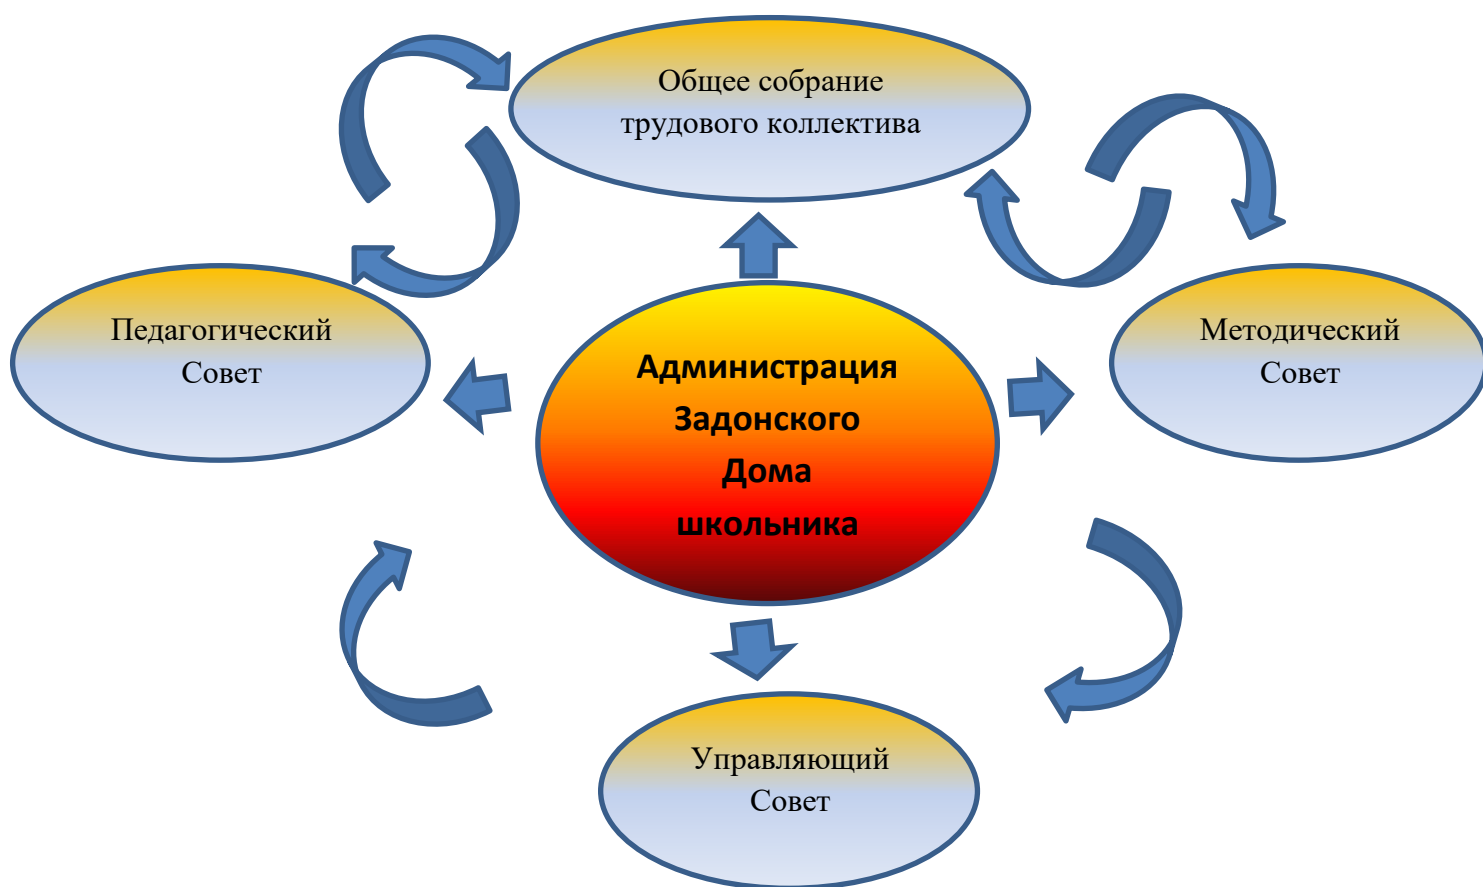 Общее собрание
трудового коллектива
Педагогический
Совет
Администрация
Задонского
Дома
школьника
Методический
Совет
Управляющий
Совет